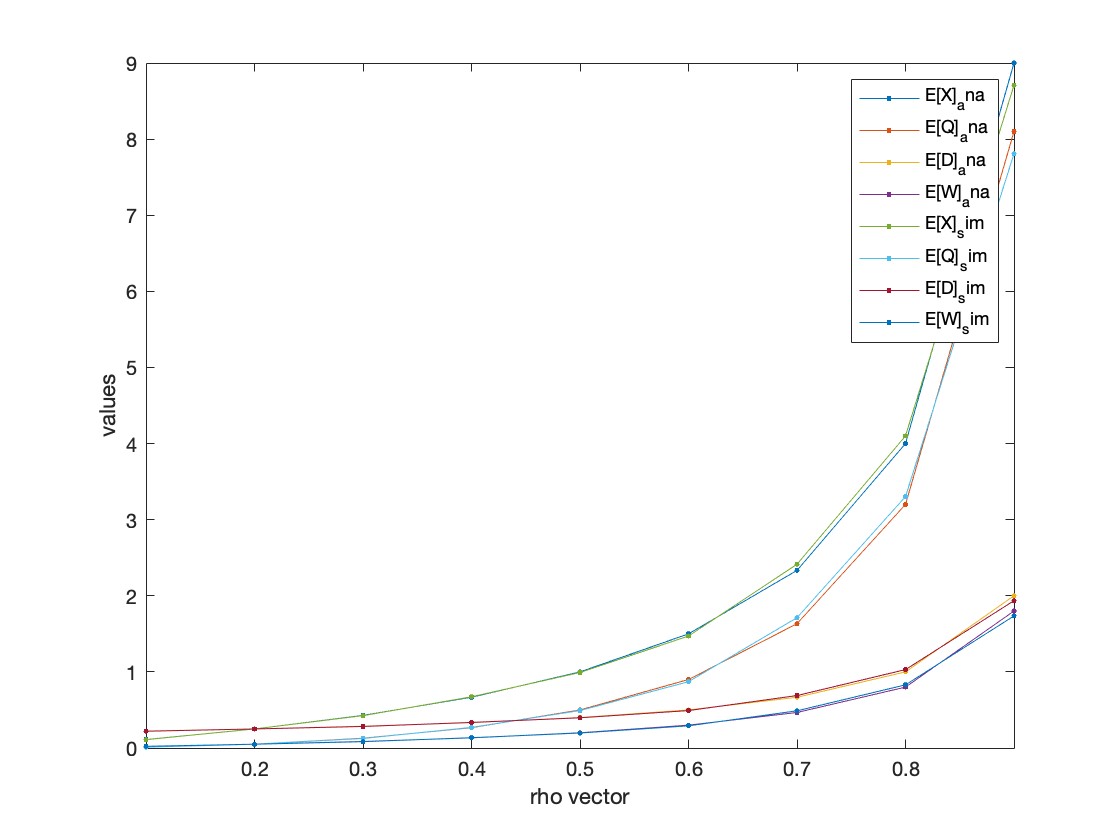 9
8
7
6
5
4
3
2
1
0
values
E[X]ana
E[Q]ana
E[D]ana
E[W]ana
E[X]sim
E[Q]sim
E[D]sim
E[W]sim
0.2 0.3 0.4 0.5 0.6 0.7 0.8
rho vector